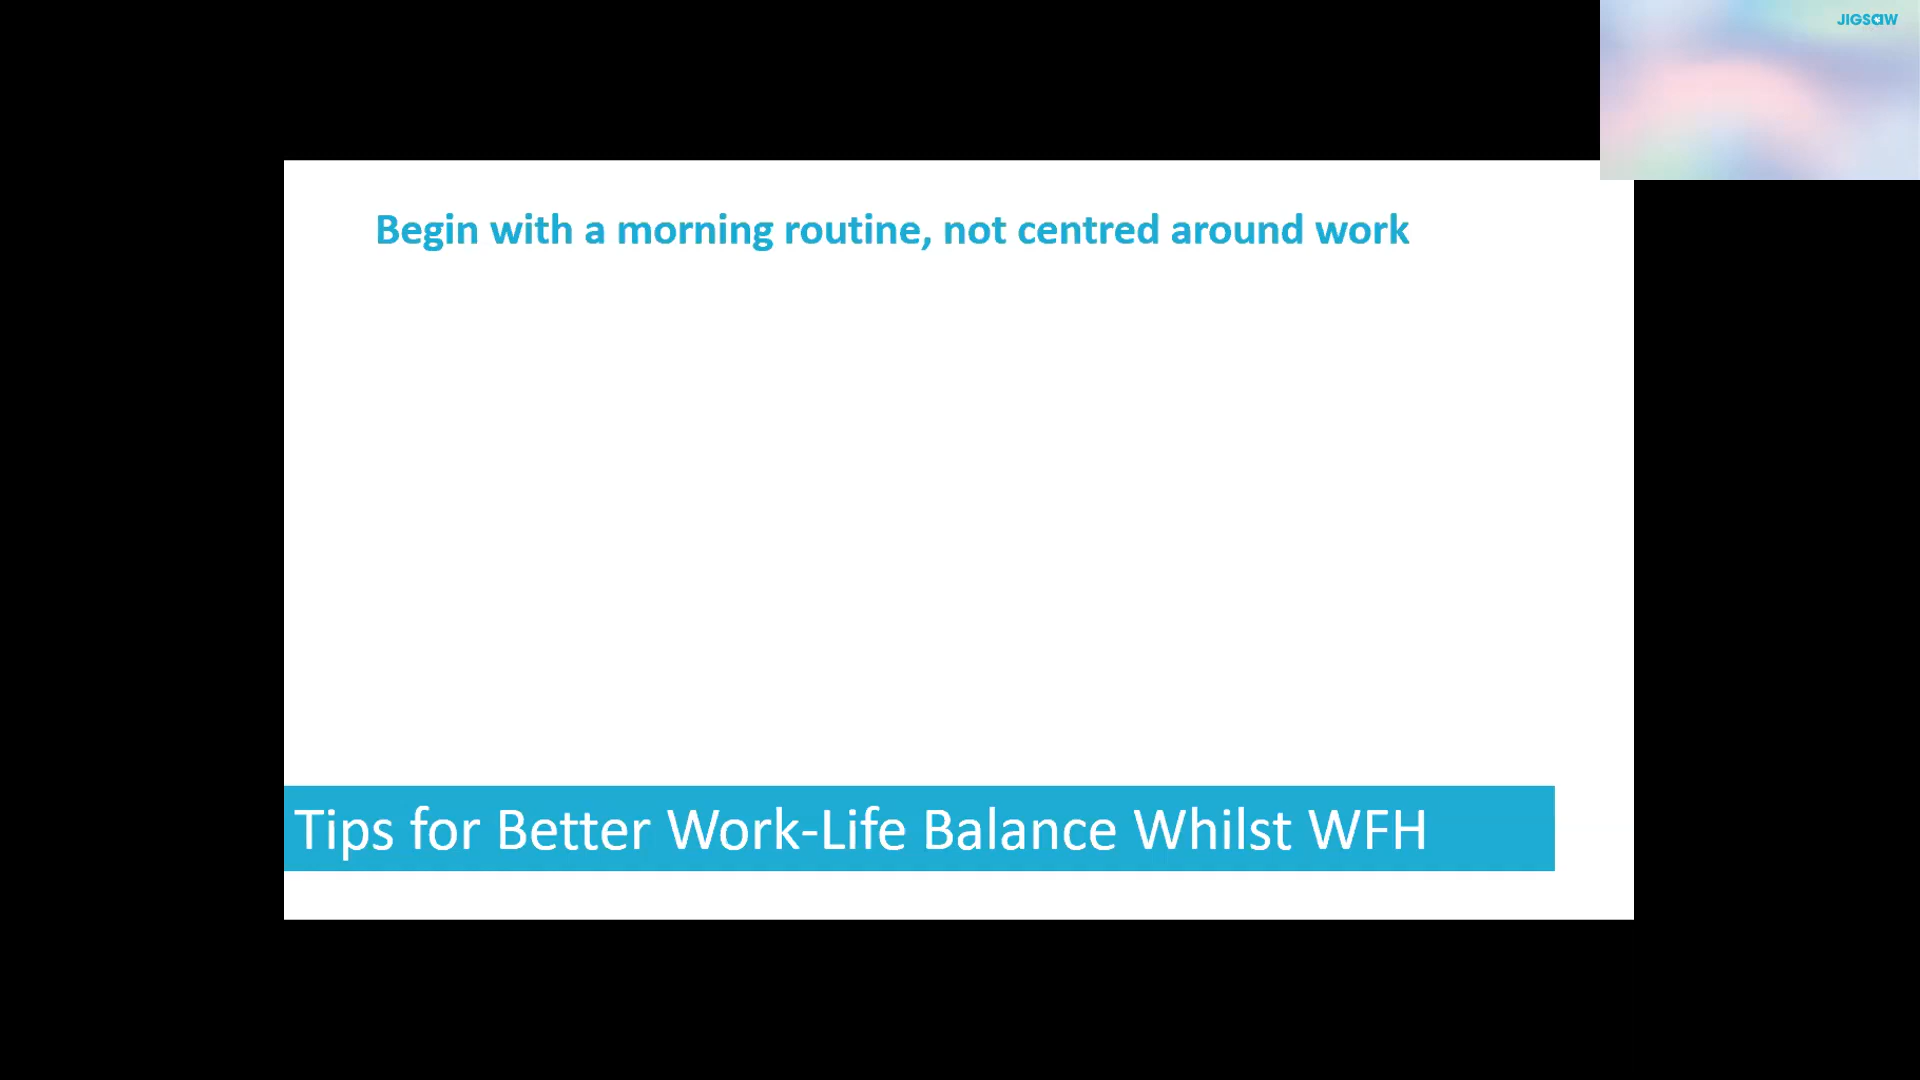 JIGSAW
Begin with a morning routine, not centred around work
Tips for Better Work-Life Balance Whilst WFH